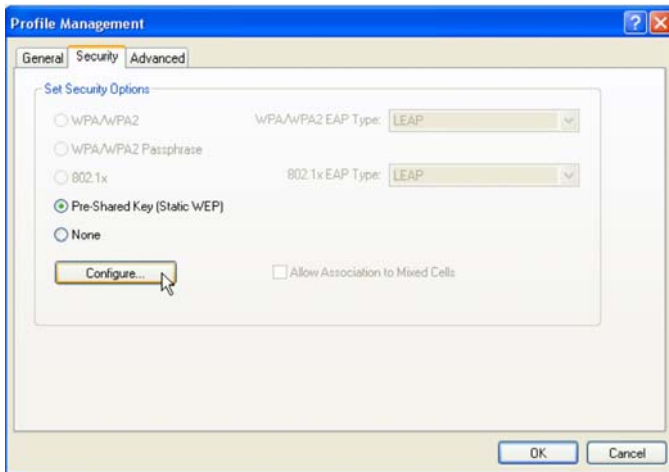 Profile Management
General Security Advanced
Set Security Options
WPA/WPA2 WPA/WPA2 EAP Type: LEAP
WPA/WPA2 Passphrase
802.1x 802.1x EAP Type: LEAP
Pre-Shared Key (Static WEP)
None
Configure... Allow Association to Mixed Cells
OK Cancel